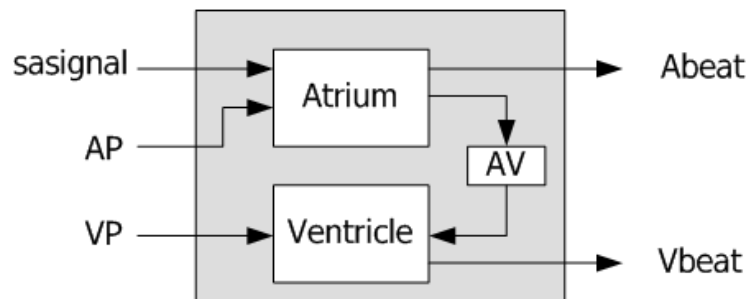 sasignal
Atrium
Abeat
AP
AV
VP
Ventricle
Vbeat